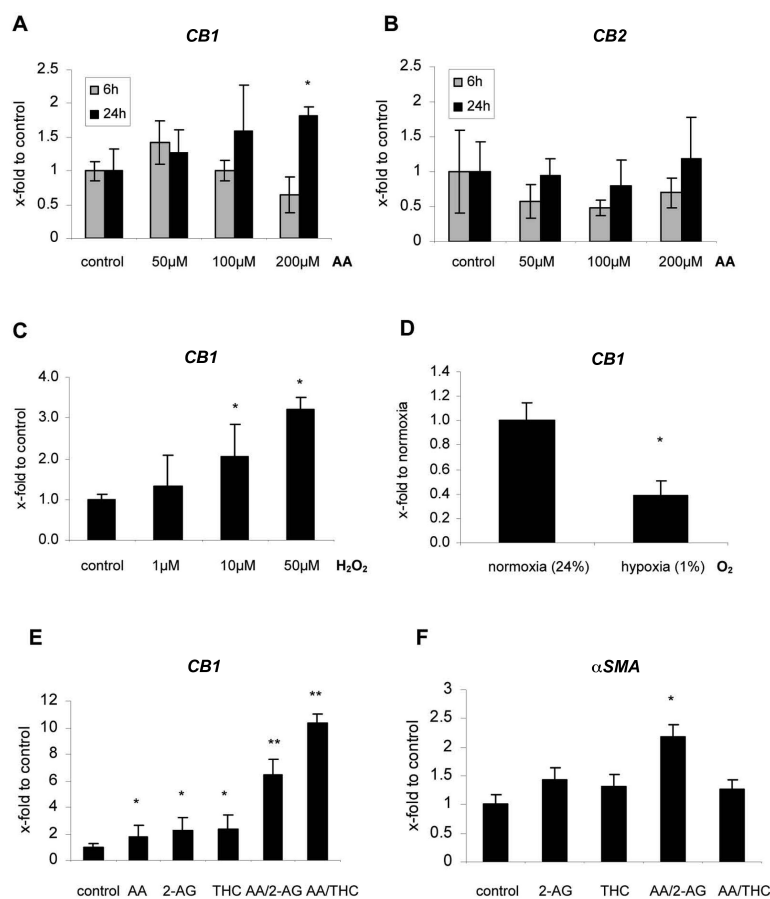 A
CB1
x-fold to control
2.5
2
1.5
1
0.5
0
6h
24h
*
control 50µM 100µM 200µM AA
B
CB2
x-fold to control
2.5
2
1.5
1
0.5
0
6h
24h
control 50µM 100µM 200µM AA
C
CB1
x-fold to control
4.0
3.0
2.0
1.0
0.0
*
*
control 1µM 10µM 50µM H₂O₂
D
CB1
x-fold to normoxia
1.4
1.2
1.0
0.8
0.6
0.4
0.2
0.0
*
normoxia (24%) hypoxia (1%) O₂
E
CB1
x-fold to control
12
10
8
6
4
2
0
*
*
*
**
**
control AA 2-AG THC AA/2-AG AA/THC
F
αSMA
x-fold to control
3
2.5
2
1.5
1
0.5
0
*
control 2-AG THC AA/2-AG AA/THC